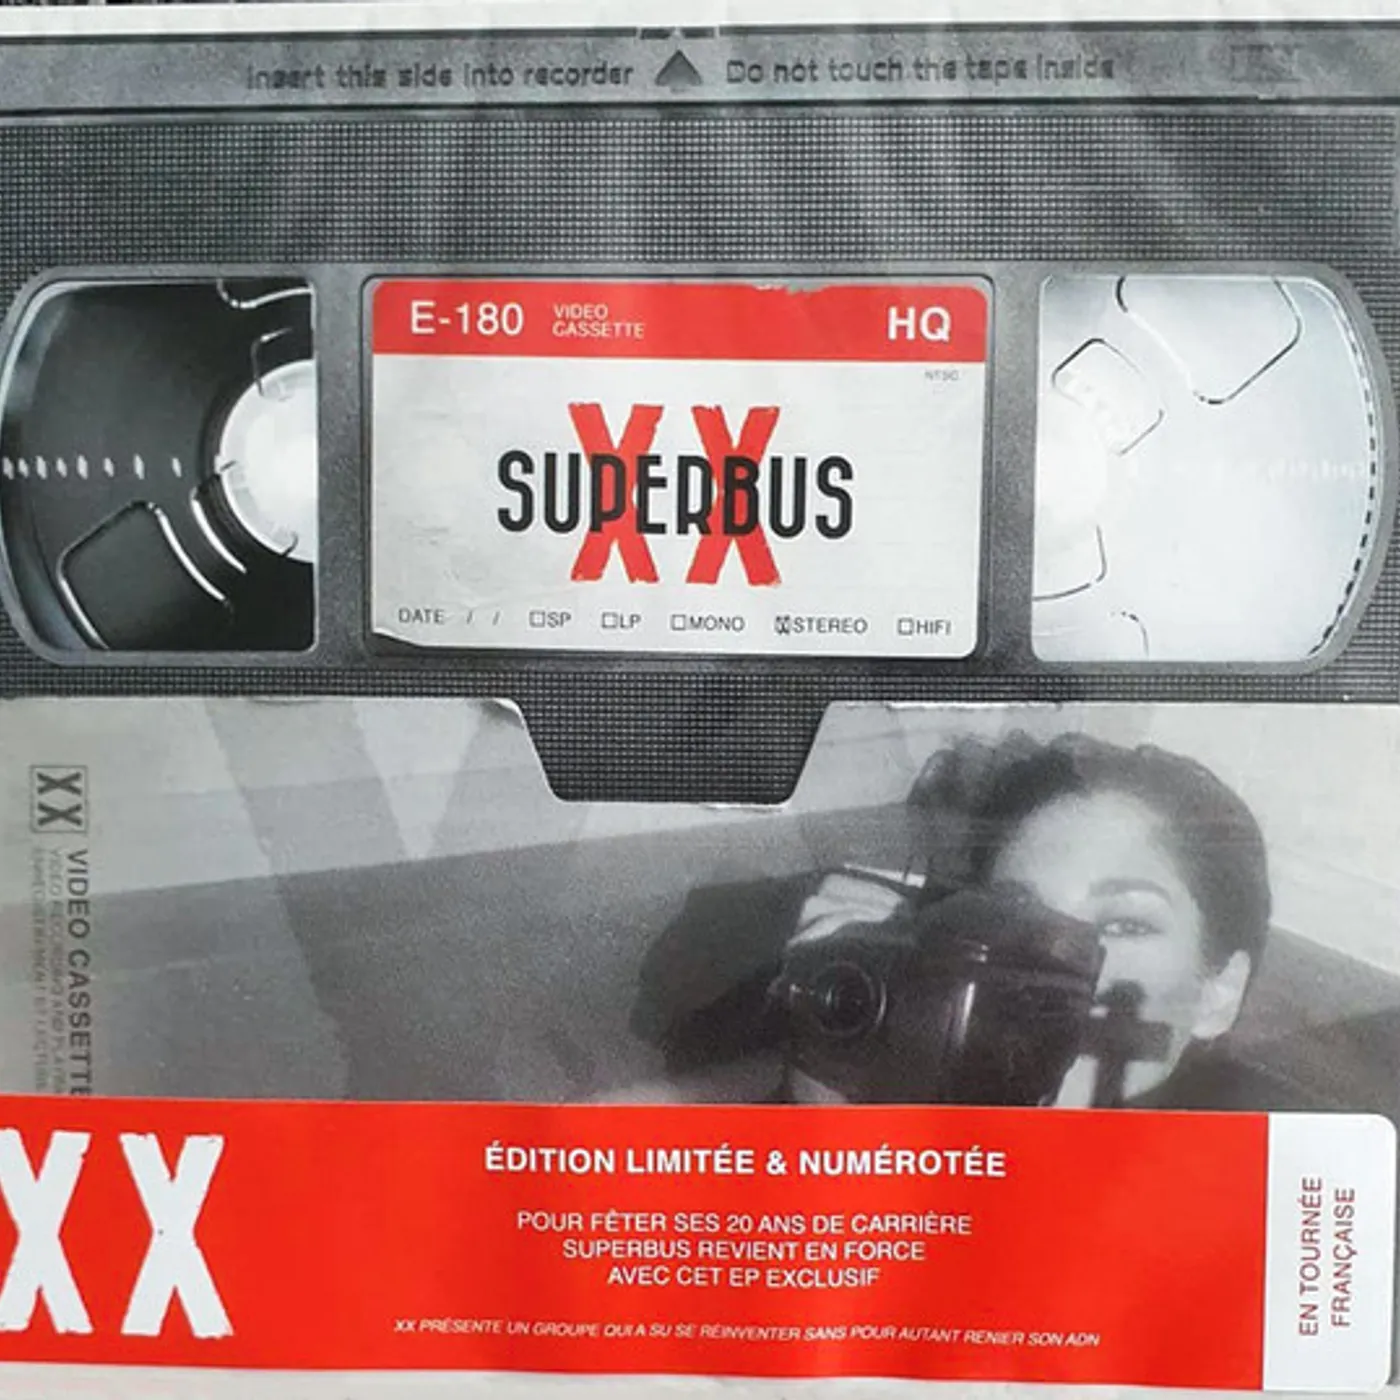 Insert this side into recorder Do not touch the tape inside
E-180 VIDEO CASSETTE HQ
NTSC
XX
SUPERBUS
DATE / / SP LP MONO STEREO HIFI
XX
VIDEO CASSETTE
XX
ÉDITION LIMITÉE & NUMÉROTÉE
POUR FÊTER SES 20 ANS DE CARRIÈRE
SUPERBUS REVIENT EN FORCE
AVEC CET EP EXCLUSIF
XX PRÉSENTE UN GROUPE QUI A SU SE RÉINVENTER SANS POUR AUTANT RENIER SON ADN
EN TOURNÉE
FRANÇAISE